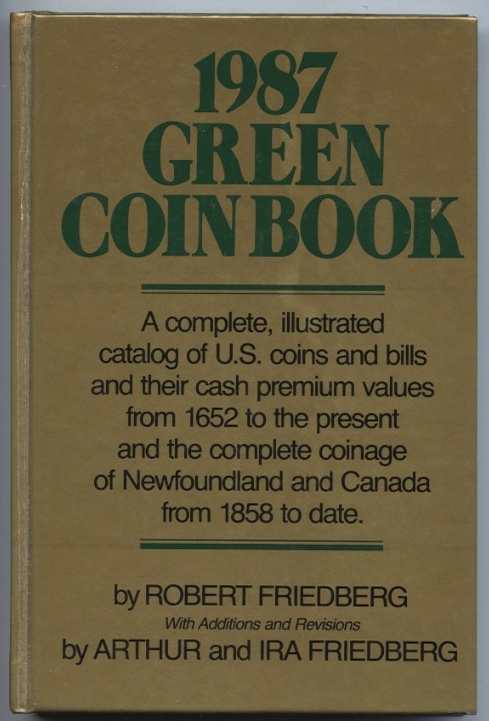 1987
GREEN
COIN BOOK
A complete, illustrated
catalog of U.S. coins and bills
and their cash premium values
from 1652 to the present
and the complete coinage
of Newfoundland and Canada
from 1858 to date.
by ROBERT FRIEDBERG
With Additions and Revisions
by ARTHUR and IRA FRIEDBERG